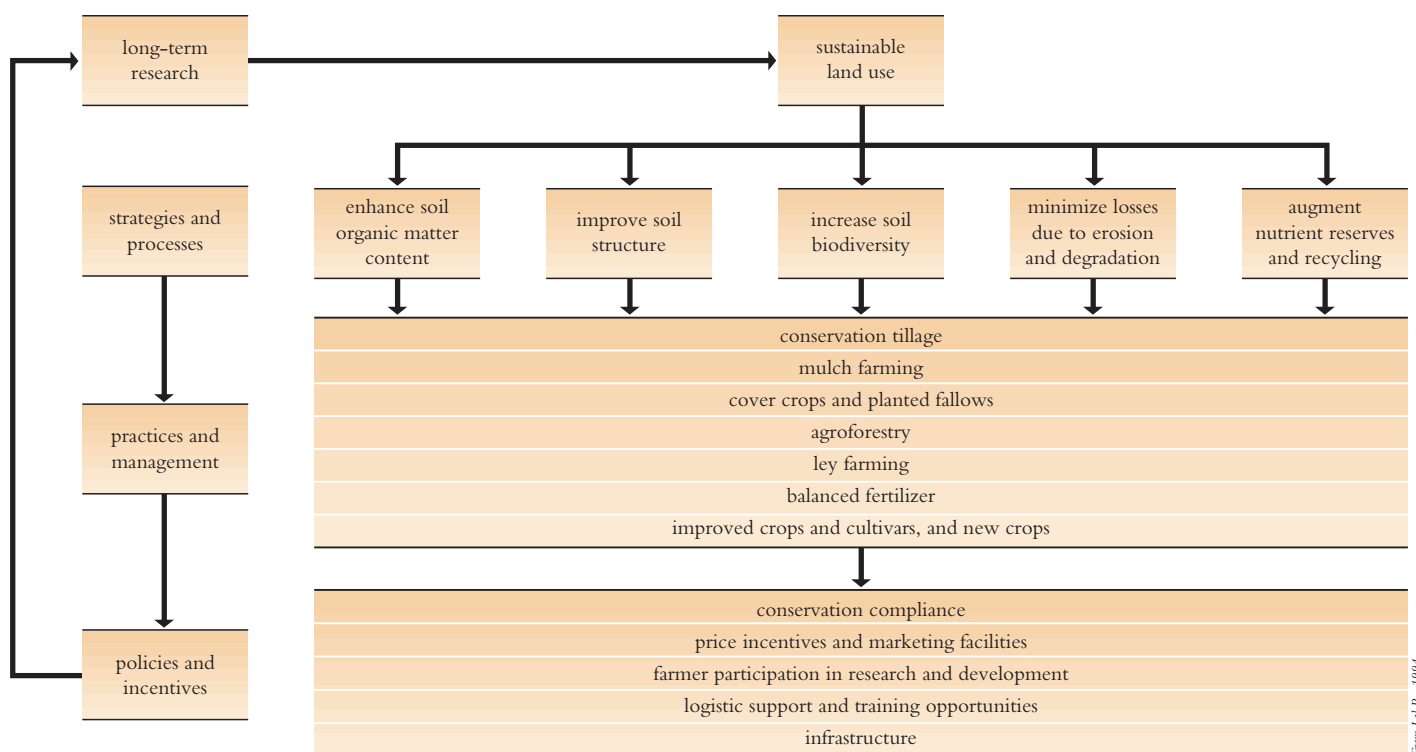 long-term
research
sustainable
land use
strategies and
processes
enhance soil
organic matter
content
improve soil
structure
increase soil
biodiversity
minimize losses
due to erosion
and degradation
augment
nutrient reserves
and recycling
practices and
management
conservation tillage
mulch farming
cover crops and planted fallows
agroforestry
ley farming
balanced fertilizer
improved crops and cultivars, and new crops
policies and
incentives
conservation compliance
price incentives and marketing facilities
farmer participation in research and development
logistic support and training opportunities
infrastructure
1994